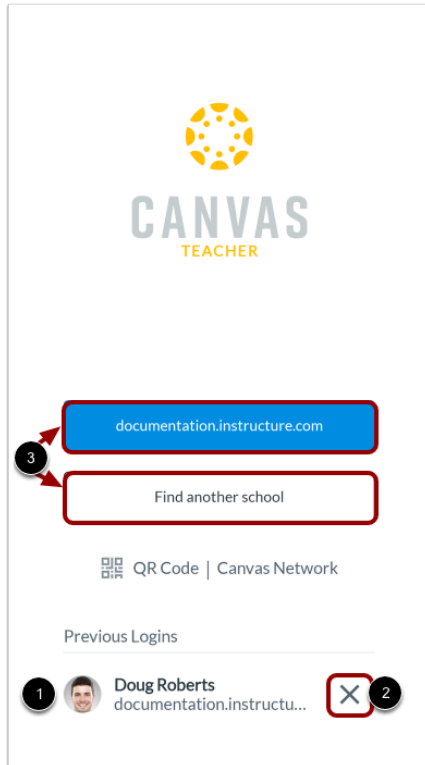 CANVAS
TEACHER
documentation.instructure.com
3
Find another school
QR Code | Canvas Network
Previous Logins
1
Doug Roberts
documentation.instructu...
2